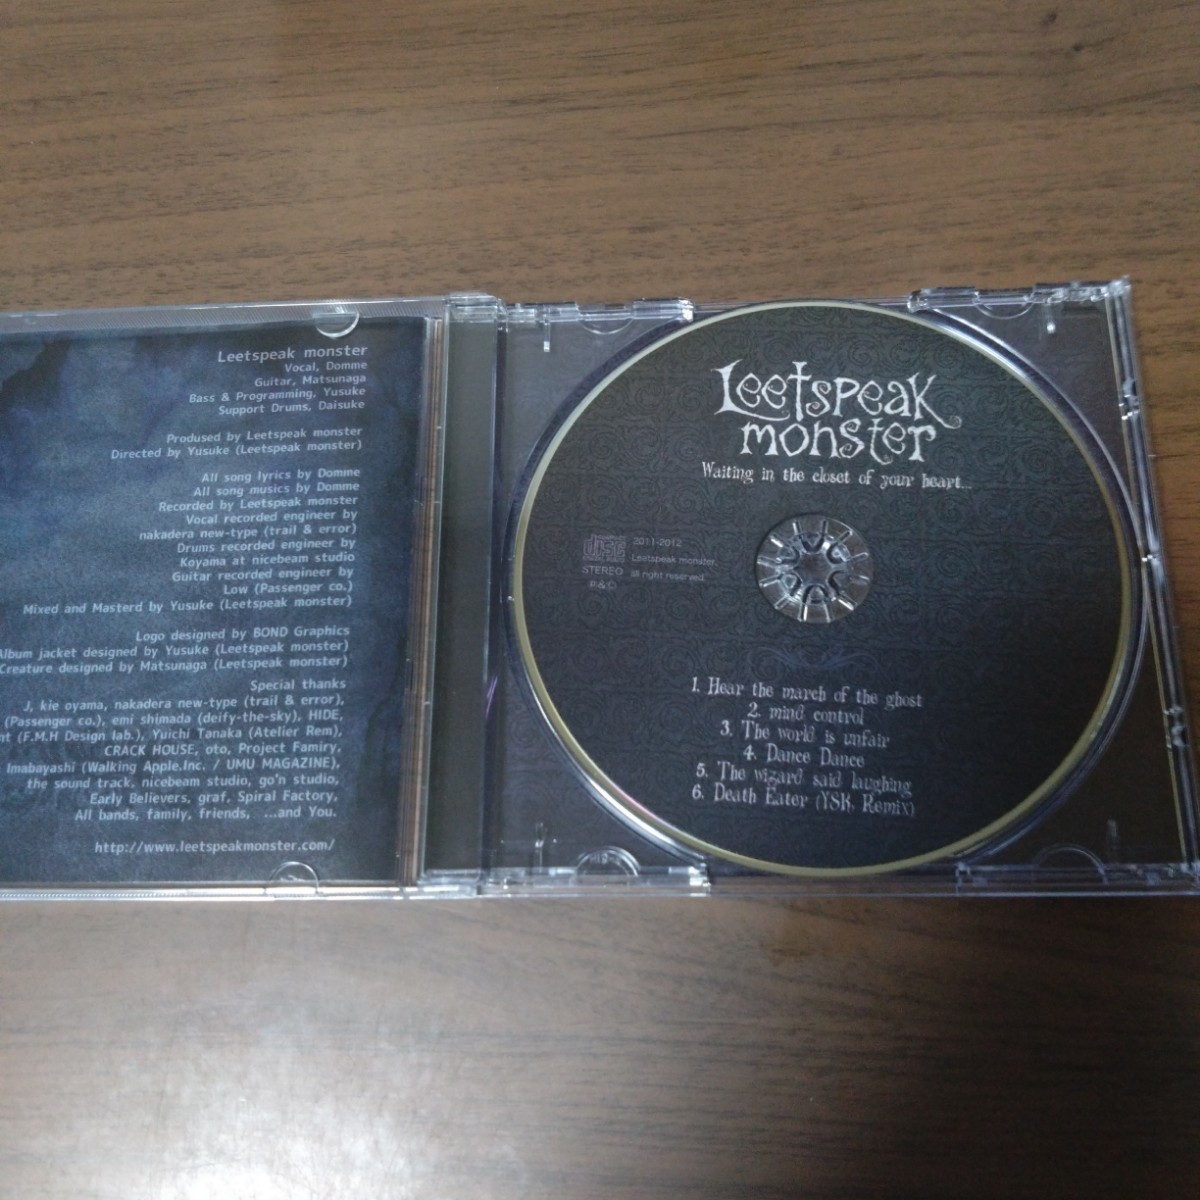 Leetspeak monster
Vocal, Domme
Guitar, Matsunaga
Bass & Programming, Yusuke
Support Drums, Daisuke
Prodused by Leetspeak monster
Directed by Yusuke (Leetspeak monster)
All song lyrics by Domme
All song musics by Domme
Recorded by Leetspeak monster
Vocal recorded engineer by
nakadera new-type (trail & error)
Drums recorded engineer by
Koyama at nicebeam studio
Guitar recorded engineer by
Low (Passenger co.)
Mixed and Masterd by Yusuke (Leetspeak monster)
Logo designed by BOND Graphics
Album jacket designed by Yusuke (Leetspeak monster)
Creature designed by Matsunaga (Leetspeak monster)
Special thanks
J, kie oyama, nakadera new-type (trail & error),
(Passenger co.), emi shimada (deify-the-sky), HIDE,
(F.M.H Design lab.), Yuichi Tanaka (Atelier Rem),
CRACK HOUSE, oto, Project Famiry,
Imabayashi (Walking Apple.Inc. / UMU MAGAZINE),
the sound track, nicebeam studio, go'n studio,
Early Believers, graf, Spiral Factory,
All bands, family, friends, ...and You.
http://www.leetspeakmonster.com/
Leetspeak
monster
Waiting in the closet of your heart...
COMPACT disc DIGITAL AUDIO
STEREO
P&©
2011-2012
Leetspeak monster.
all right reserved.
1. Hear the march of the ghost
2. mind control
3. The world is unfair
4. Dance Dance
5. The wizard said laughing
6. Death Eater (YSK. Remix)